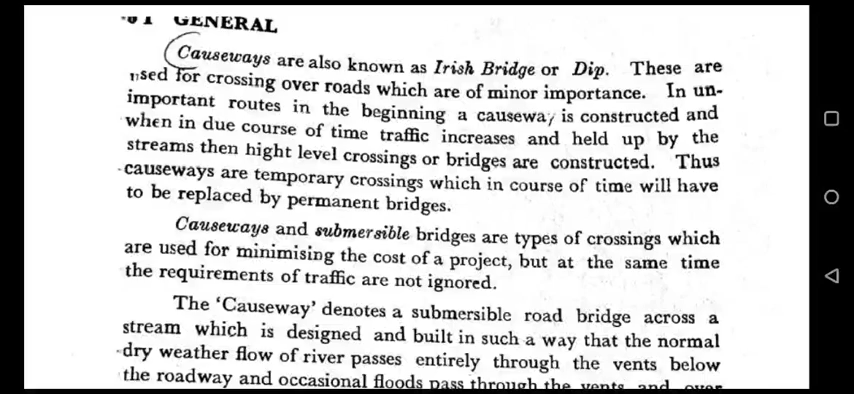 GENERAL
Causeways are also known as Irish Bridge or Dip. These are
used for crossing over roads which are of minor importance. In un-
important routes in the beginning a causeway is constructed and
when in due course of time traffic increases and held up by the
streams then hight level crossings or bridges are constructed. Thus
causeways are temporary crossings which in course of time will have
to be replaced by permanent bridges.
Causeways and submersible bridges are types of crossings which
are used for minimising the cost of a project, but at the same time
the requirements of traffic are not ignored.
The 'Causeway' denotes a submersible road bridge across a
stream which is designed and built in such a way that the normal
dry weather flow of river passes entirely through the vents below
the roadway and occasional floods pass through the vents and over